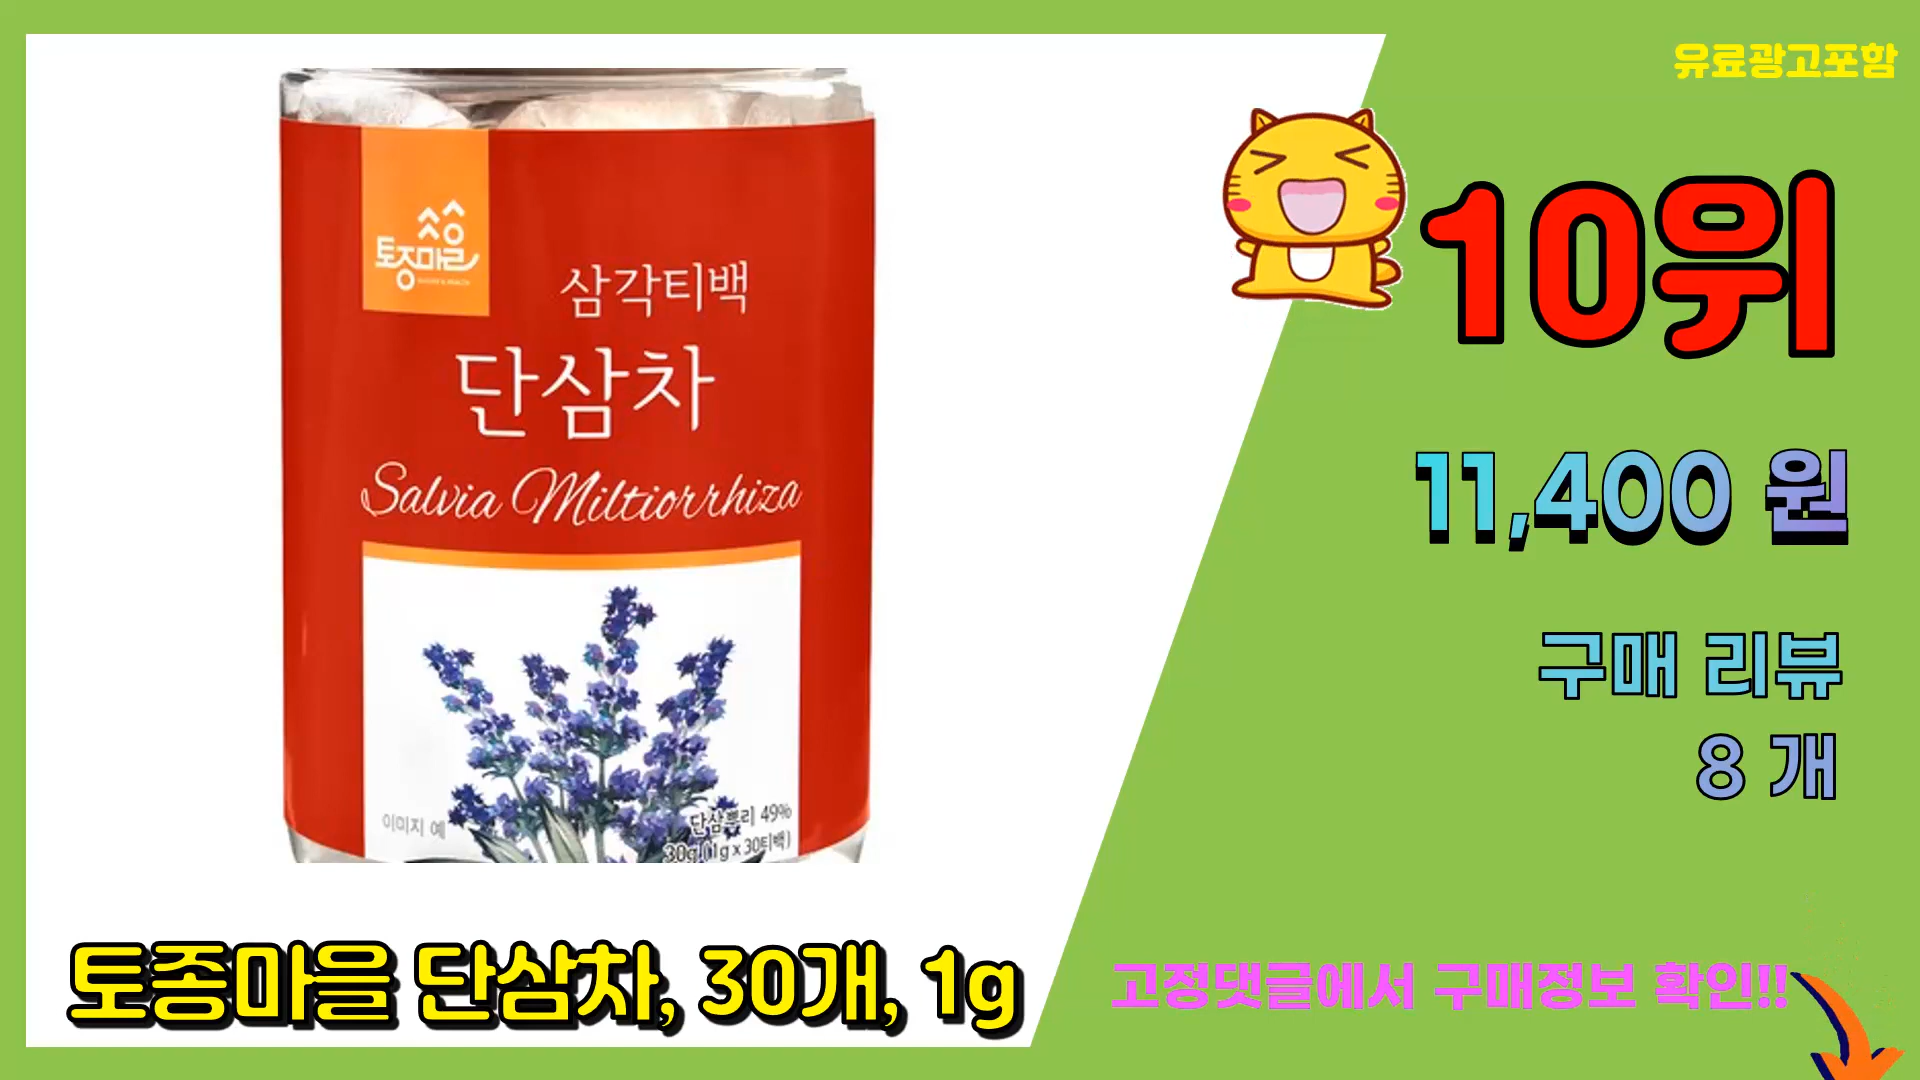 유료광고포함
10위
11,400 원
구매 리뷰
8 개
토종마을
삼각티백
단삼차
Salvia Miltiorrhiza
이미지 예
단삼뿌리 49%
30g (1g x 30티백)
토종마을 단삼차, 30개, 1g
고정댓글에서 구매정보 확인!!